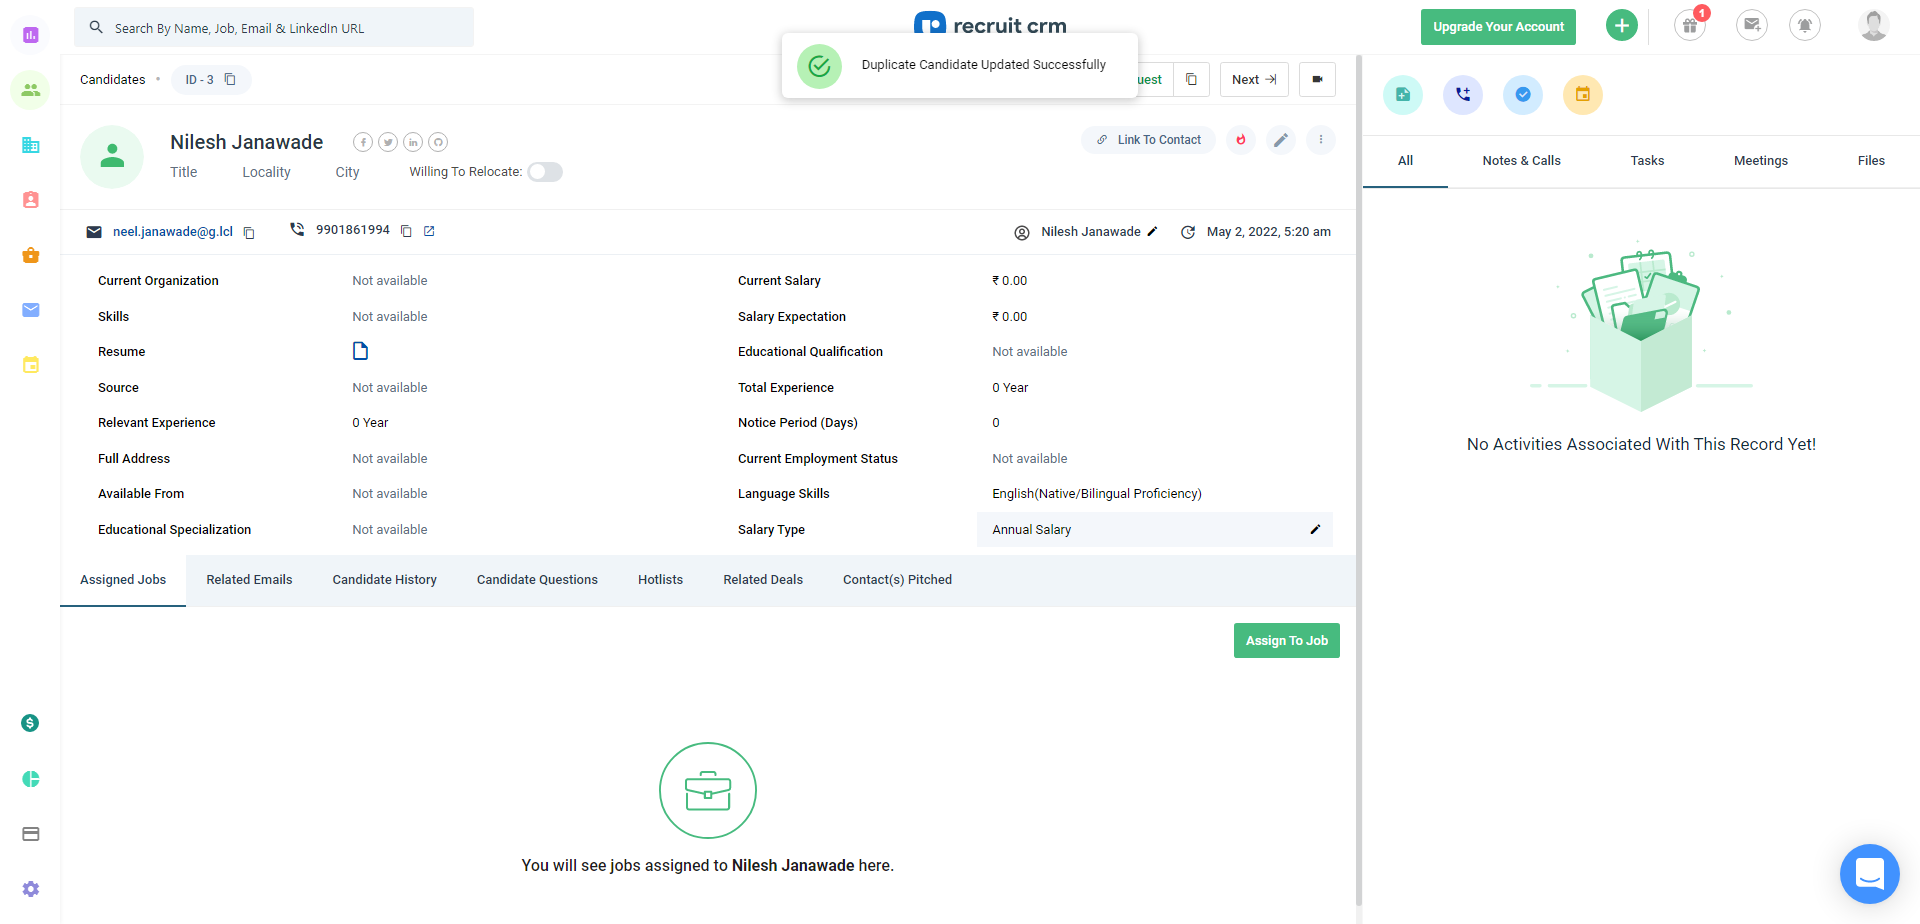 Search By Name, Job, Email & LinkedIn URL
recruit crm
Upgrade Your Account
1
Duplicate Candidate Updated Successfully
Candidates • ID - 3
uest
Next
Nilesh Janawade
Link To Contact
Title Locality City Willing To Relocate:
neel.janawade@g.lcl 9901861994 Nilesh Janawade May 2, 2022, 5:20 am
Current Organization Not available Current Salary ₹ 0.00
Skills Not available Salary Expectation ₹ 0.00
Resume Educational Qualification Not available
Source Not available Total Experience 0 Year
Relevant Experience 0 Year Notice Period (Days) 0
Full Address Not available Current Employment Status Not available
Available From Not available Language Skills English(Native/Bilingual Proficiency)
Educational Specialization Not available Salary Type Annual Salary
Assigned Jobs Related Emails Candidate History Candidate Questions Hotlists Related Deals Contact(s) Pitched
Assign To Job
You will see jobs assigned to Nilesh Janawade here.
All Notes & Calls Tasks Meetings Files
No Activities Associated With This Record Yet!